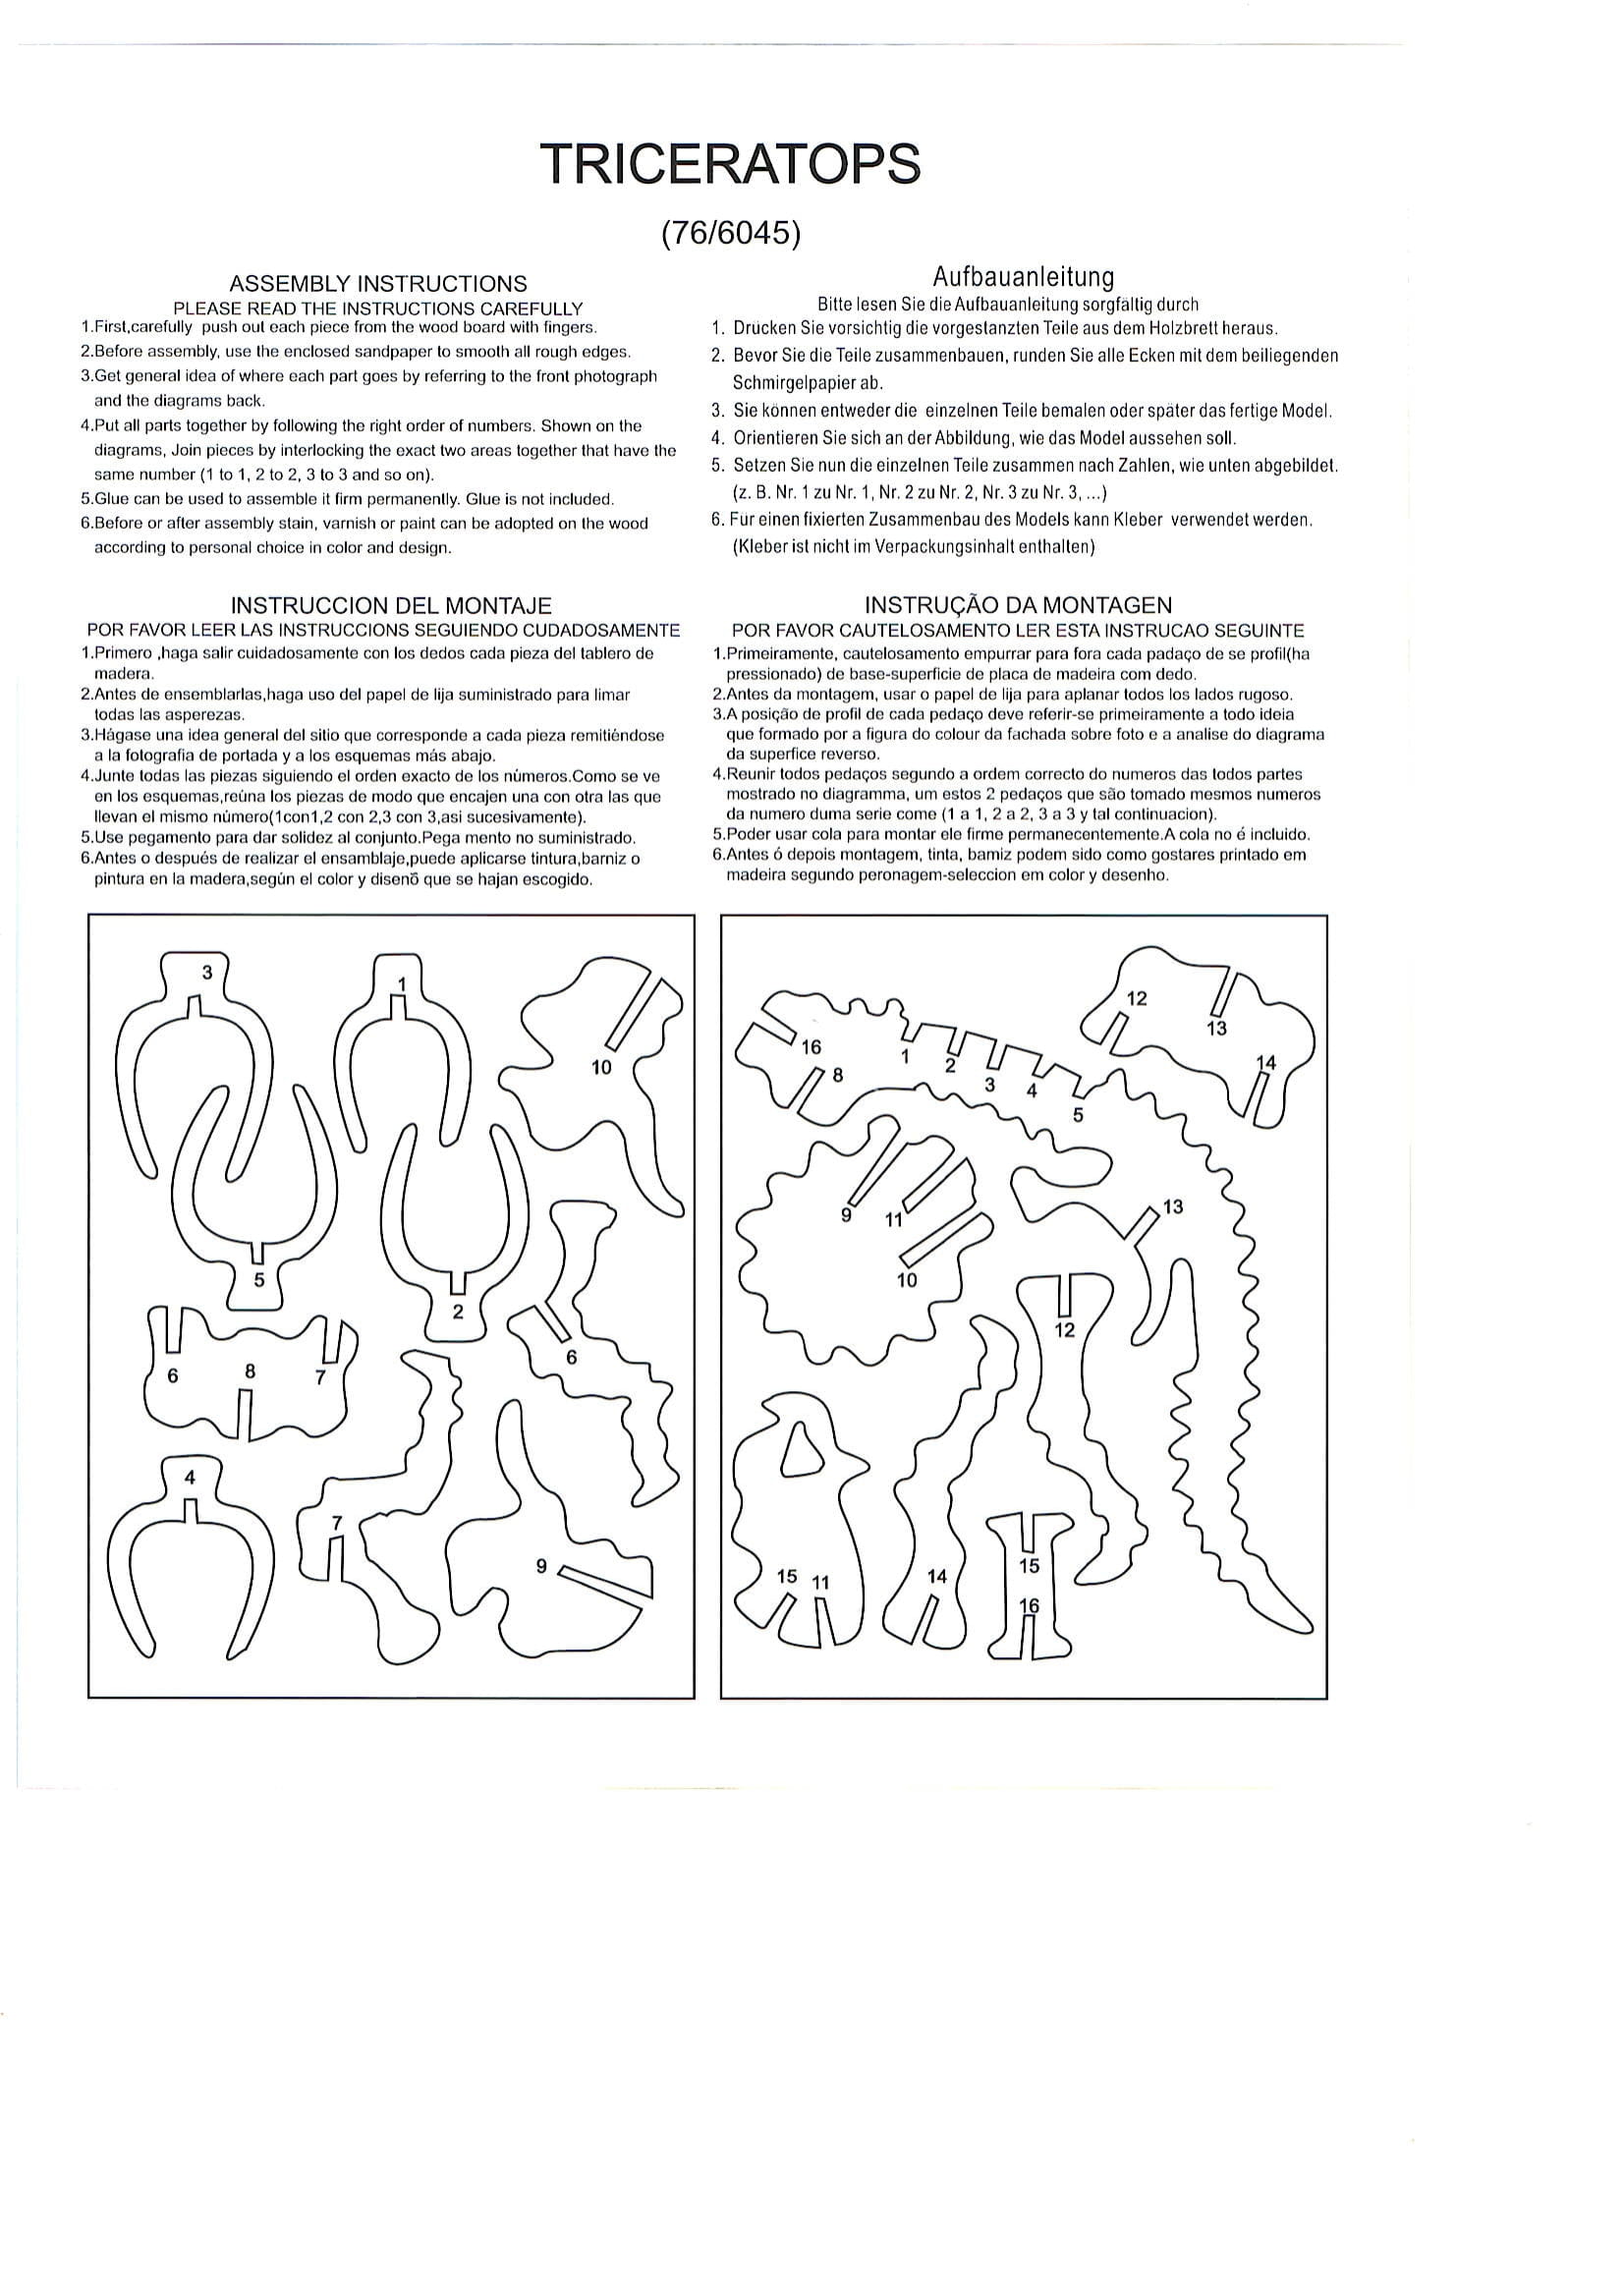 TRICERATOPS
(76/6045)
ASSEMBLY INSTRUCTIONS
PLEASE READ THE INSTRUCTIONS CAREFULLY
1.First,carefully push out each piece from the wood board with fingers.
2.Before assembly, use the enclosed sandpaper to smooth all rough edges.
3.Get general idea of where each part goes by referring to the front photograph
and the diagrams back.
4.Put all parts together by following the right order of numbers. Shown on the
diagrams, Join pieces by interlocking the exact two areas together that have the
same number (1 to 1, 2 to 2, 3 to 3 and so on).
5.Glue can be used to assemble it firm permanently. Glue is not included.
6.Before or after assembly stain, varnish or paint can be adopted on the wood
according to personal choice in color and design.
Aufbauanleitung
Bitte lesen Sie die Aufbauanleitung sorgfältig durch
1. Drücken Sie vorsichtig die vorgestanzten Teile aus dem Holzbrett heraus.
2. Bevor Sie die Teile zusammenbauen, runden Sie alle Ecken mit dem beiliegenden
Schmirgelpapier ab.
3. Sie können entweder die einzelnen Teile bemalen oder später das fertige Model.
4. Orientieren Sie sich an der Abbildung, wie das Model aussehen soll.
5. Setzen Sie nun die einzelnen Teile zusammen nach Zahlen, wie unten abgebildet.
(z. B. Nr. 1 zu Nr. 1, Nr. 2 zu Nr. 2, Nr. 3 zu Nr. 3, ...)
6. Für einen fixierten Zusammenbau des Models kann Kleber verwendet werden.
(Kleber ist nicht im Verpackungsinhalt enthalten)
INSTRUCCION DEL MONTAJE
POR FAVOR LEER LAS INSTRUCCIONS SEGUIENDO CUDADOSAMENTE
1.Primero ,haga salir cuidadosamente con los dedos cada pieza del tablero de
madera.
2.Antes de ensemblarlas,haga uso del papel de lija suministrado para limar
todas las asperezas.
3.Hágase una idea general del sitio que corresponde a cada pieza remitiéndose
a la fotografia de portada y a los esquemas más abajo.
4.Junte todas las piezas siguiendo el orden exacto de los números.Como se ve
en los esquemas,reúna los piezas de modo que encajen una con otra las que
llevan el mismo número(1con1,2 con 2,3 con 3,asi sucesivamente).
5.Use pegamento para dar solidez al conjunto.Pega mento no suministrado.
6.Antes o después de realizar el ensamblaje,puede aplicarse tintura,barniz o
pintura en la madera,según el color y disenõ que se hajan escogido.
INSTRUÇÃO DA MONTAGEN
POR FAVOR CAUTELOSAMENTO LER ESTA INSTRUCAO SEGUINTE
1.Primeiramente, cautelosamento empurrar para fora cada padaço de se profil(ha
pressionado) de base-superficie de placa de madeira com dedo.
2.Antes da montagem, usar o papel de lija para aplanar todos los lados rugoso.
3.A posição de profil de cada pedaço deve referir-se primeiramente a todo ideia
que formado por a figura do colour da fachada sobre foto e a analise do diagrama
da superfice reverso.
4.Reunir todos pedaços segundo a ordem correcto do numeros das todos partes
mostrado no diagramma, um estos 2 pedaços que são tomado mesmos numeros
da numero duma serie come (1 a 1, 2 a 2, 3 a 3 y tal continuacion).
5.Poder usar cola para montar ele firme permanecentemente.A cola no é incluido.
6.Antes ó depois montagem, tinta, bamiz podem sido como gostares printado em
madeira segundo peronagem-seleccion em color y desenho.
3
1
10
5
2
6
8
7
6
4
7
9
12
13
14
16
8
1
2
3
4
5
9
11
10
13
12
15
11
14
15
16